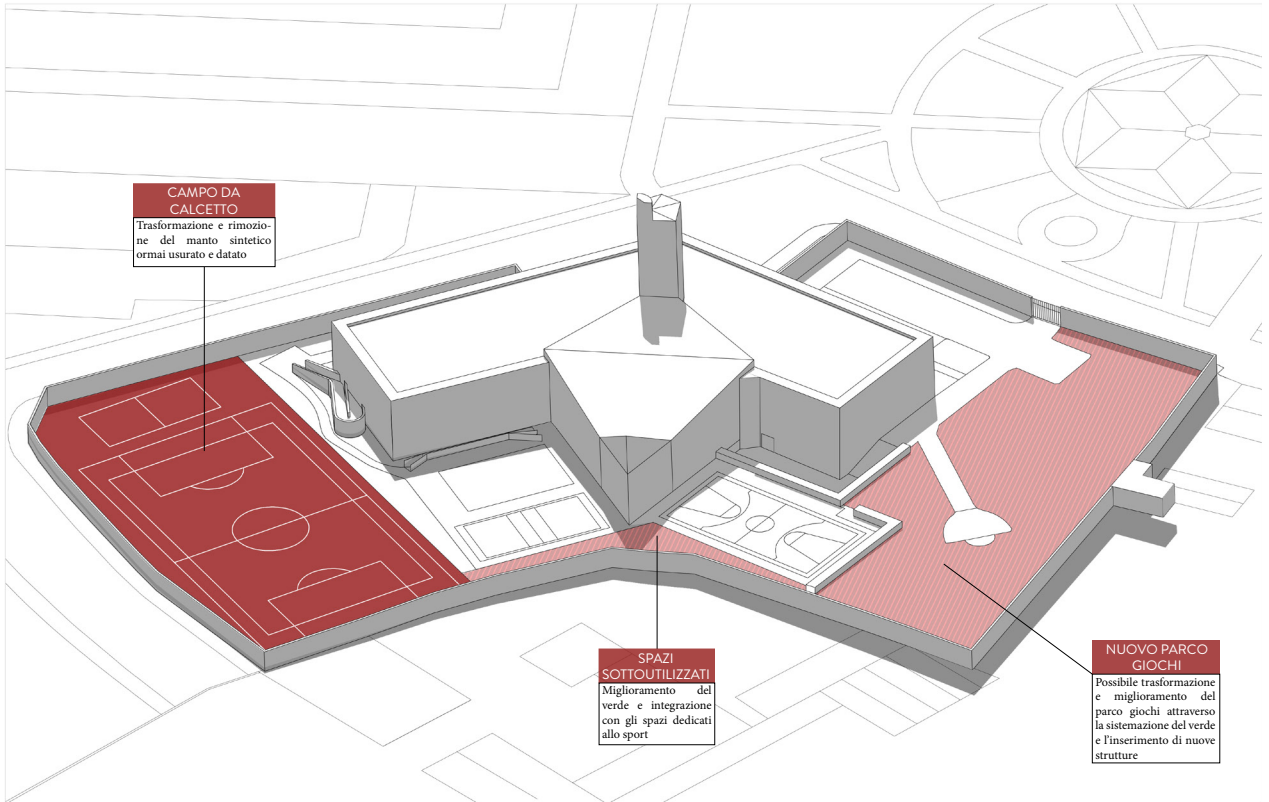 CAMPO DA
CALCETTO
Trasformazione e rimozio-
ne del manto sintetico
ormai usurato e datato
SPAZI
SOTTOUTILIZZATI
Miglioramento del
verde e integrazione
con gli spazi dedicati
allo sport
NUOVO PARCO
GIOCHI
Possibile trasformazione
e miglioramento del
parco giochi attraverso
la sistemazione del verde
e l'inserimento di nuove
strutture